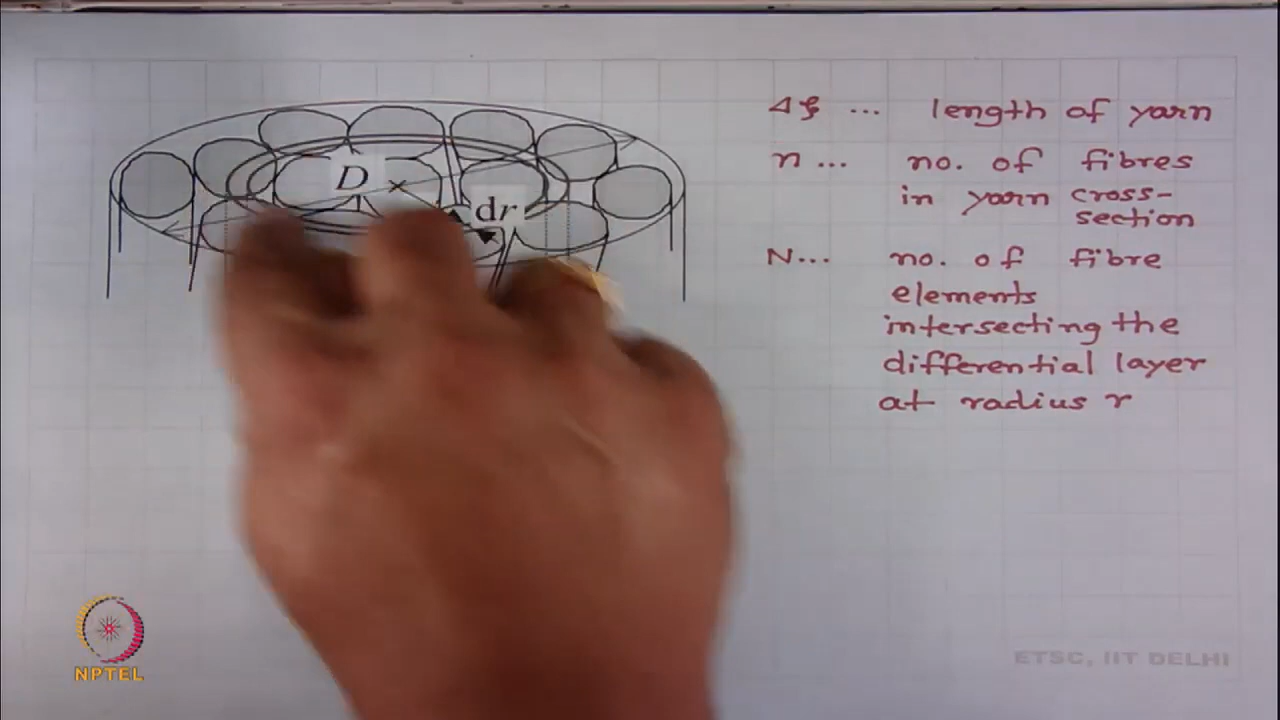 D
dr
Δξ ... length of yarn
n ... no. of fibres
in yarn cross-
section
N... no. of fibre
elements
intersecting the
differential layer
at radius r
NPTEL
ETSC, IIT DELHI